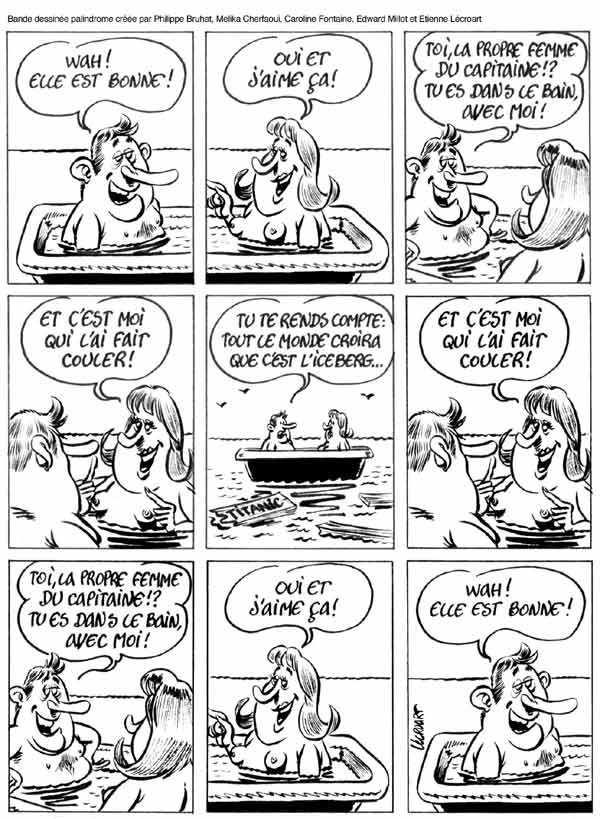 Bande dessinée palindrome créée par Philippe Bruhat, Melika Cherfaoui, Caroline Fontaine, Edward Millot et Etienne Lécroart
WAH!
ELLE EST BONNE!
OUI ET
J'AIME ÇA!
TOI, LA PROPRE FEMME
DU CAPITAINE!?
TU ES DANS LE BAIN,
AVEC MOI!
ET C'EST MOI
QUI L'AI FAIT
COULER!
TU TE RENDS COMPTE:
TOUT LE MONDE CROIRA
QUE C'EST L'ICEBERG...
TITANIC
ET C'EST MOI
QUI L'AI FAIT
COULER!
TOI, LA PROPRE FEMME
DU CAPITAINE!?
TU ES DANS LE BAIN,
AVEC MOI!
OUI ET
J'AIME ÇA!
WAH!
ELLE EST BONNE!
LECROART